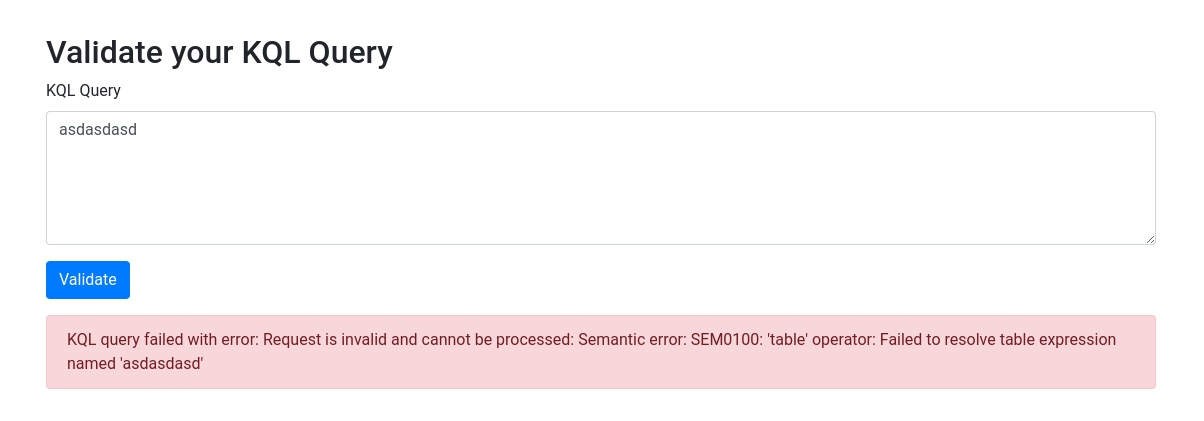 Validate your KQL Query
KQL Query
asdasdasd
Validate
KQL query failed with error: Request is invalid and cannot be processed: Semantic error: SEM0100: 'table' operator: Failed to resolve table expression
named 'asdasdasd'